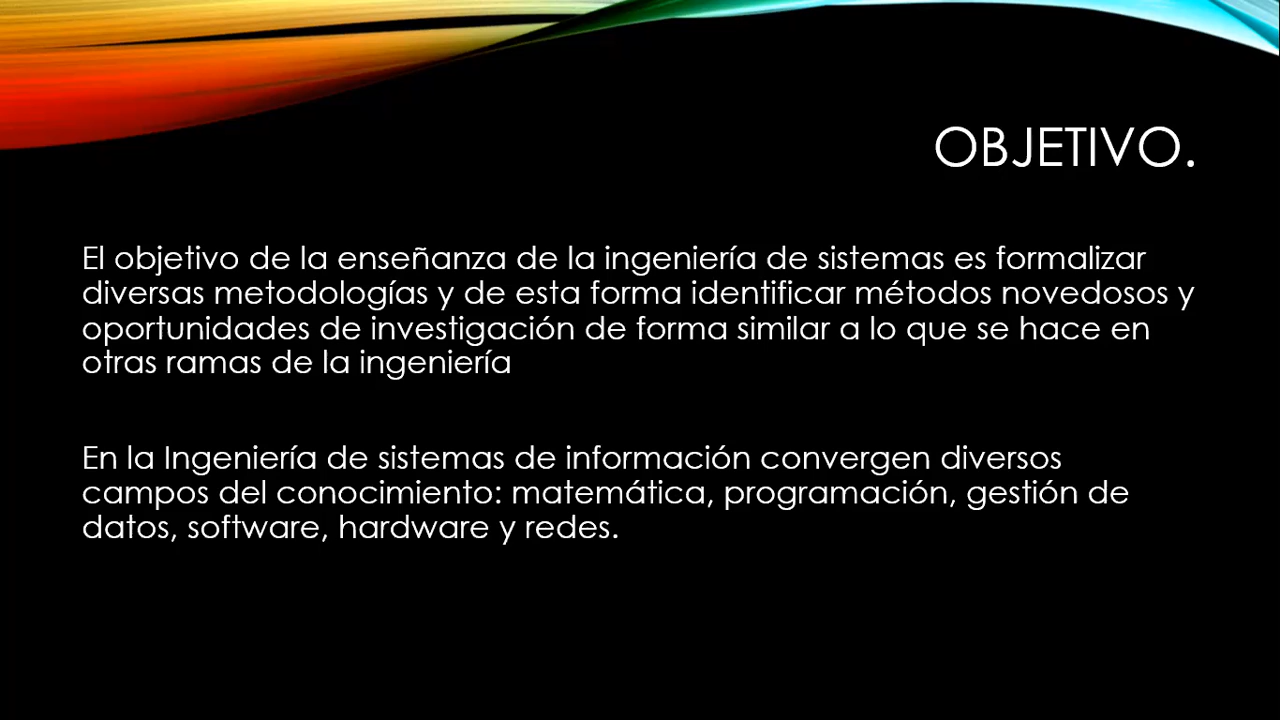 OBJETIVO.
El objetivo de la enseñanza de la ingeniería de sistemas es formalizar
diversas metodologías y de esta forma identificar métodos novedosos y
oportunidades de investigación de forma similar a lo que se hace en
otras ramas de la ingeniería
En la Ingeniería de sistemas de información convergen diversos
campos del conocimiento: matemática, programación, gestión de
datos, software, hardware y redes.